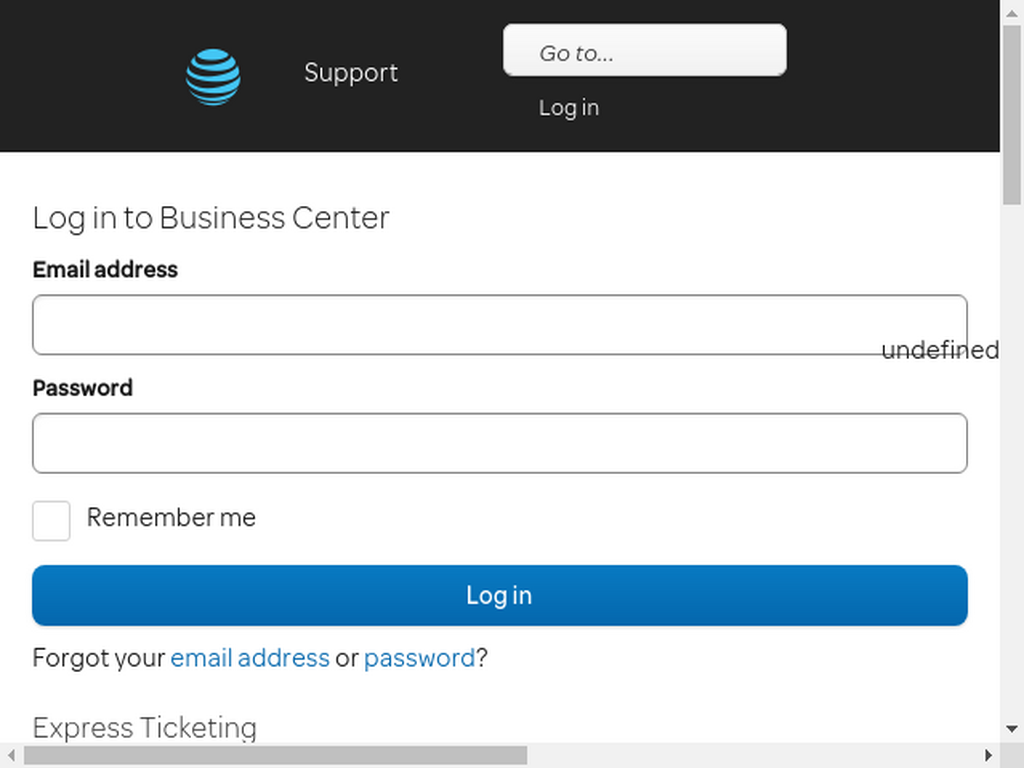 Support
Go to...
Log in
Log in to Business Center
Email address
undefined
Password
Remember me
Log in
Forgot your email address or password?
Express Ticketing